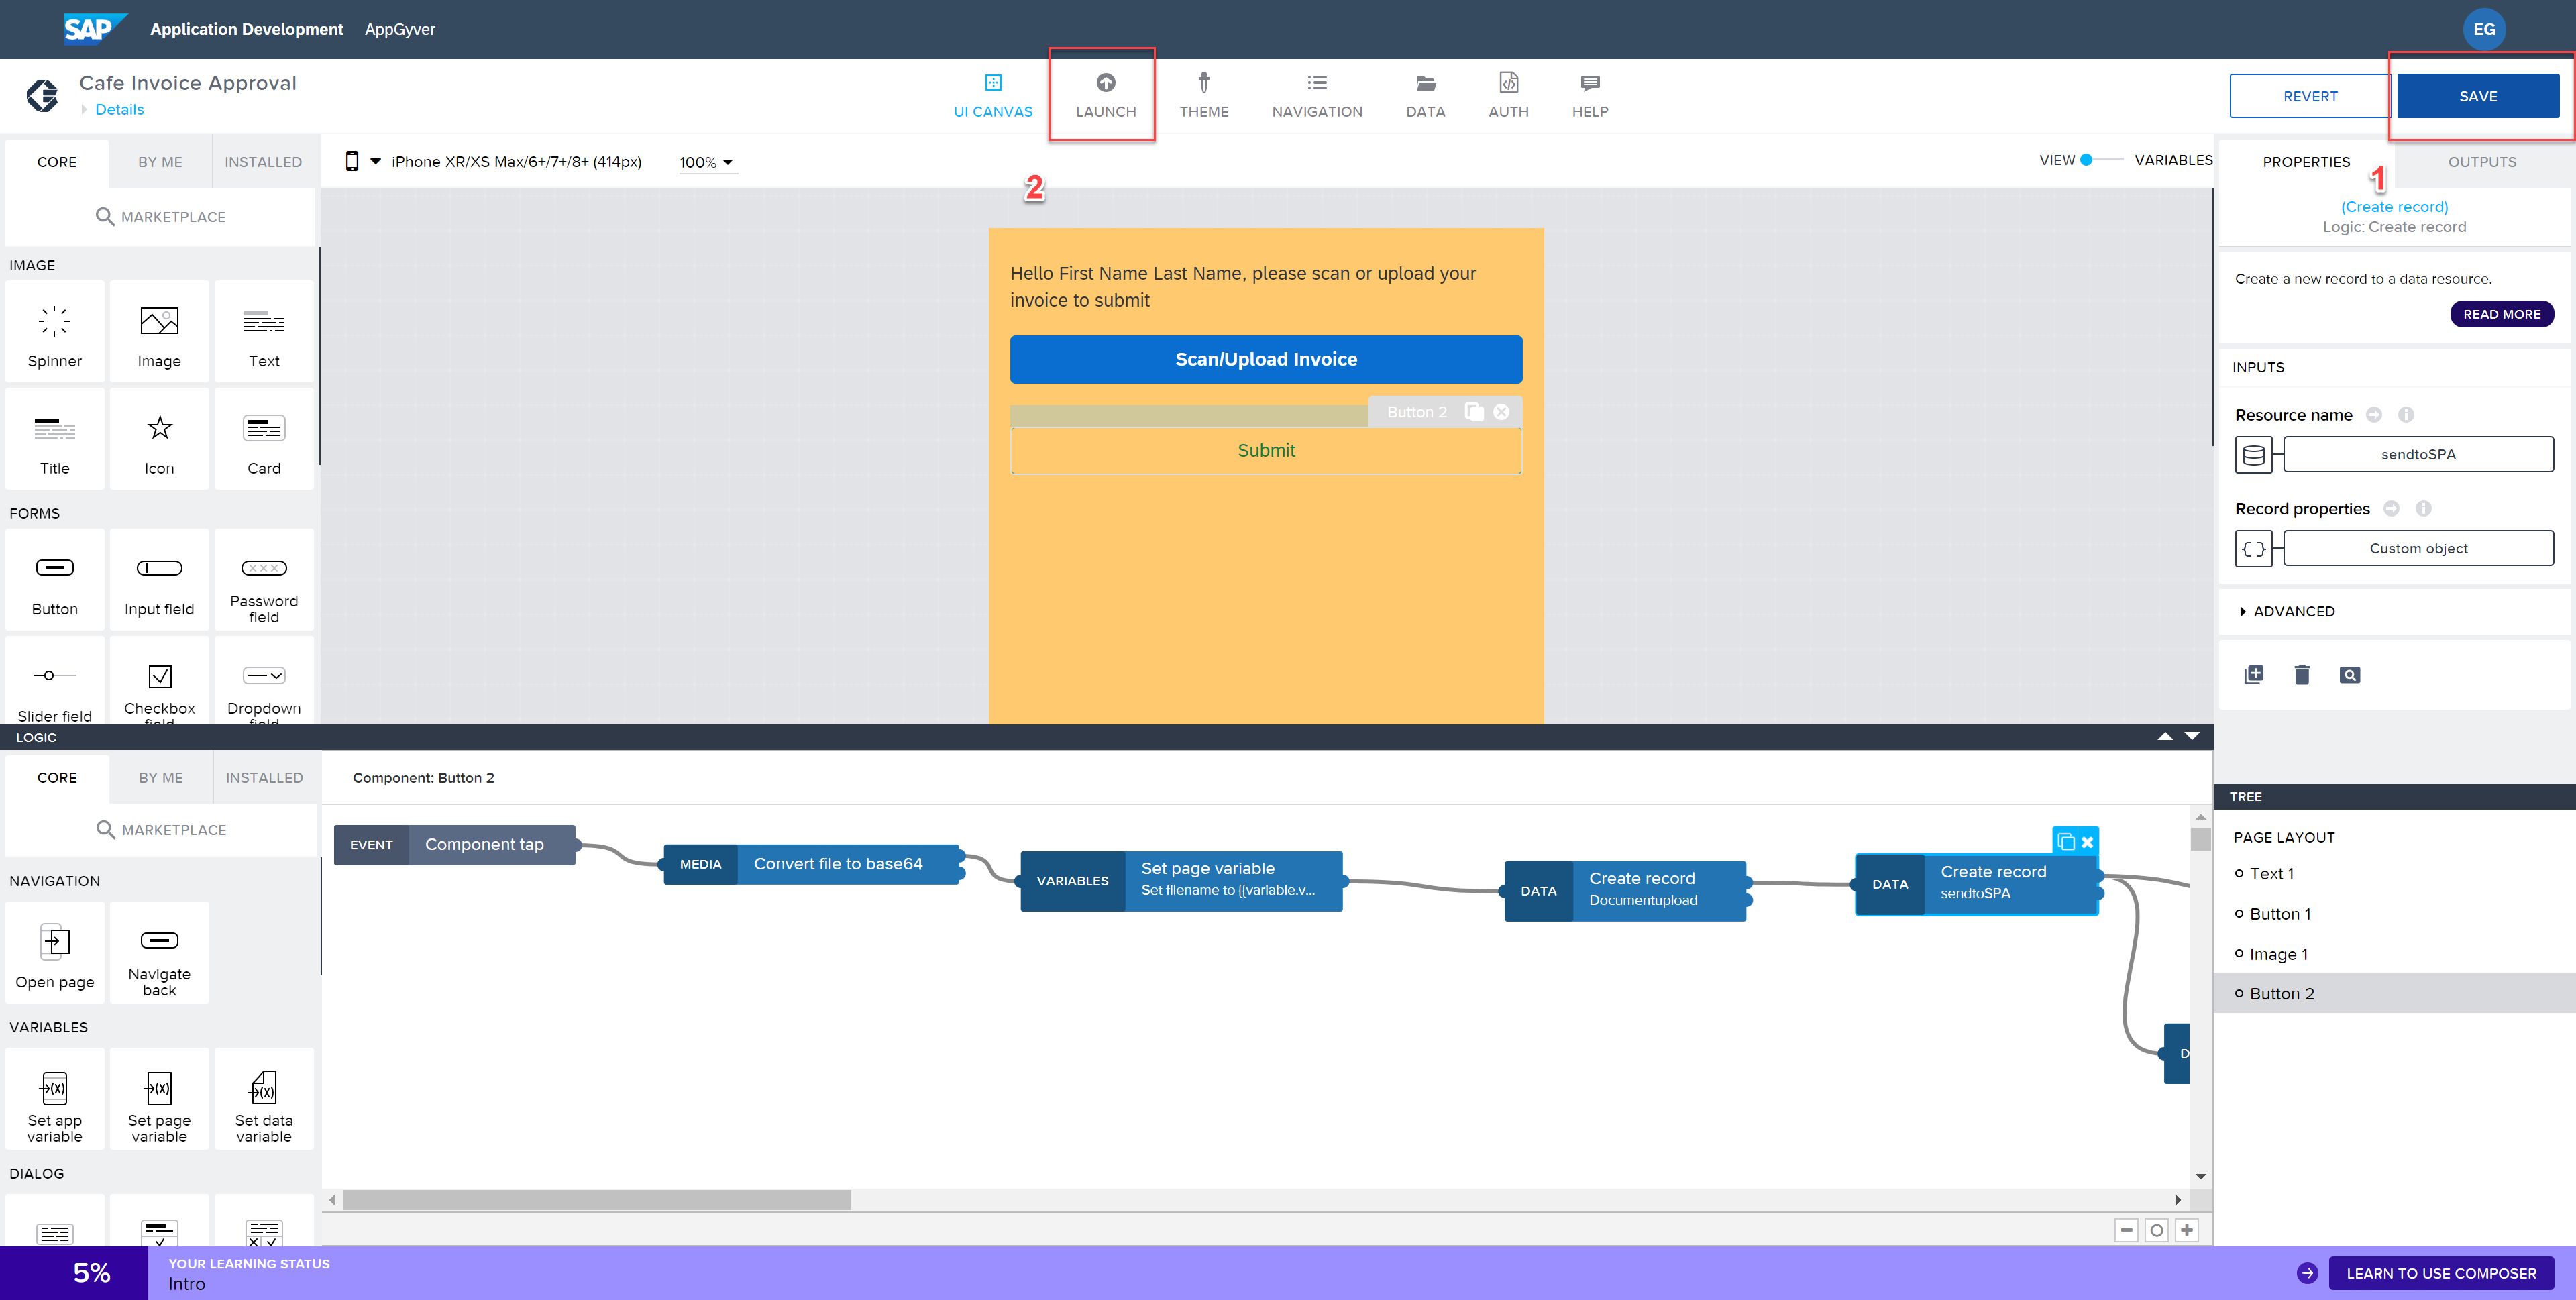 SAP Application Development AppGyver
EG
Cafe Invoice Approval
Details
UI CANVAS
LAUNCH
THEME
NAVIGATION
DATA
AUTH
HELP
REVERT
SAVE
CORE
BY ME
INSTALLED
iPhone XR/XS Max/6+/7+/8+ (414px)
100%
VIEW
VARIABLES
PROPERTIES
OUTPUTS
1
2
MARKETPLACE
(Create record)
Logic: Create record
IMAGE
Spinner
Image
Text
Title
Icon
Card
FORMS
Button
Input field
Password
field
Slider field
Checkbox
field
Dropdown
field
Hello First Name Last Name, please scan or upload your
invoice to submit
Scan/Upload Invoice
Button 2
Submit
Create a new record to a data resource.
READ MORE
INPUTS
Resource name
sendtoSPA
Record properties
Custom object
ADVANCED
LOGIC
CORE
BY ME
INSTALLED
Component: Button 2
MARKETPLACE
NAVIGATION
Open page
Navigate
back
VARIABLES
Set app
variable
Set page
variable
Set data
variable
DIALOG
EVENT Component tap
MEDIA Convert file to base64
VARIABLES
Set page variable
Set filename to {{variable.v...
DATA
Create record
Documentupload
DATA
Create record
sendtoSPA
D
TREE
PAGE LAYOUT
Text 1
Button 1
Image 1
Button 2
5%
YOUR LEARNING STATUS
Intro
LEARN TO USE COMPOSER